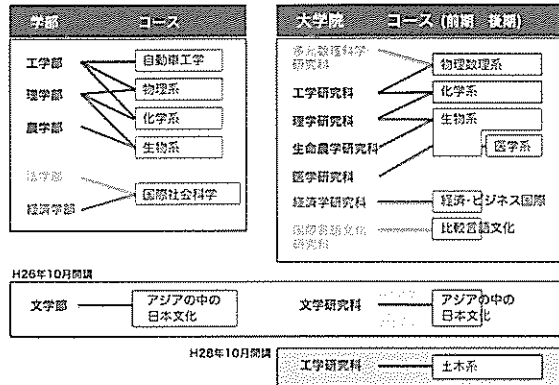 学部 コース
工学部
理学部
農学部
法学部
経済学部
自動車工学
物理系
化学系
生物系
国際社会科学
大学院 コース (前期 後期)
多元数理科学
研究科
工学研究科
理学研究科
生命農学研究科
医学研究科
経済学研究科
国際言語文化
研究科
物理数理系
化学系
生物系
医学系
経済・ビジネス国際
比較言語文化
H26年10月開講
文学部
アジアの中の
日本文化
文学研究科
アジアの中の
日本文化
H28年10月開講
工学研究科
土木系